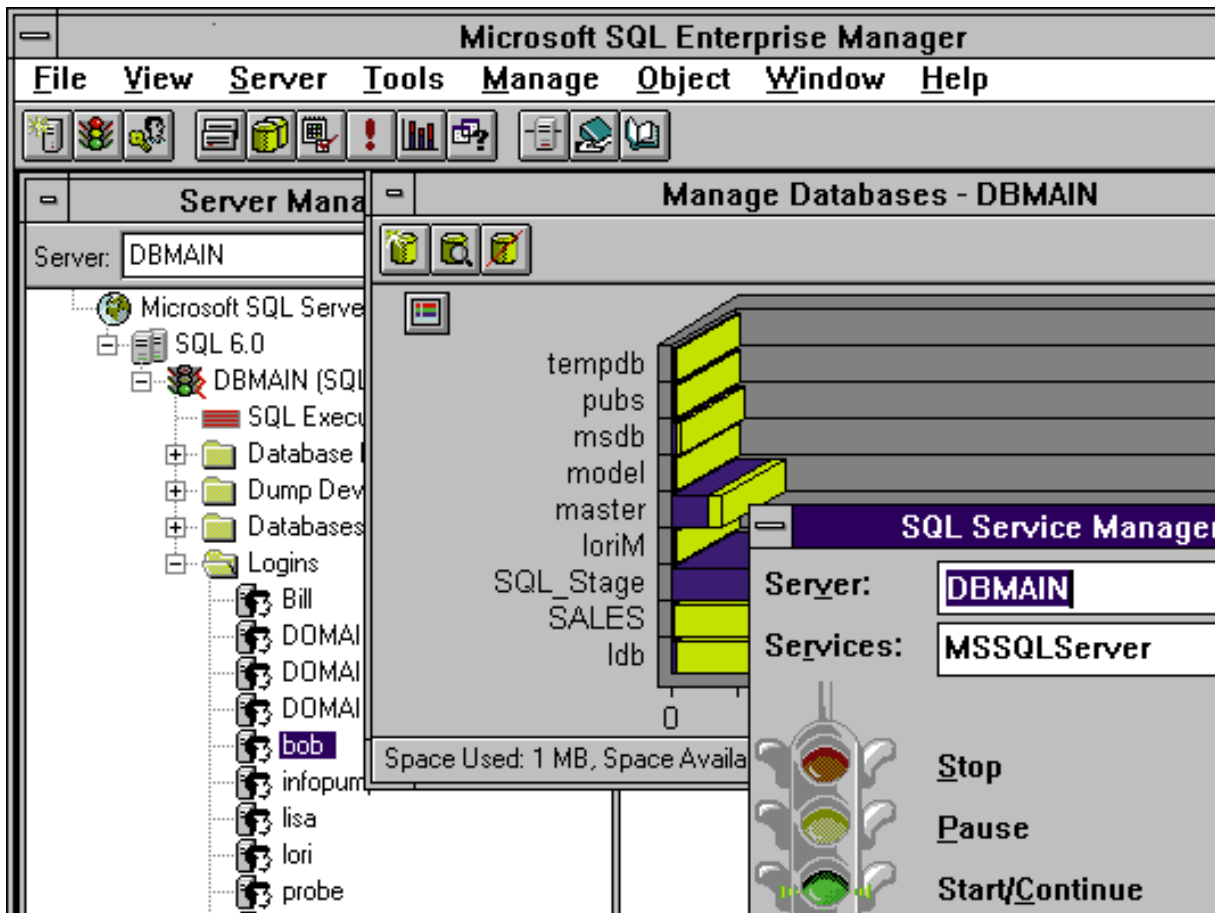 Microsoft SQL Enterprise Manager
File View Server Tools Manage Object Window Help
Server Mana
Server: DBMAIN
Microsoft SQL Serve
SQL 6.0
DBMAIN (SQL
SQL Execu
Database
Dump Dev
Databases
Logins
Bill
DOMAI
DOMAI
DOMAI
bob
infopum
lisa
lori
probe
Manage Databases - DBMAIN
tempdb
pubs
msdb
model
master
loriM
SQL_Stage
SALES
ldb
0
Space Used: 1 MB, Space Availa
SQL Service Manager
Server: DBMAIN
Services: MSSQLServer
Stop
Pause
Start/Continue